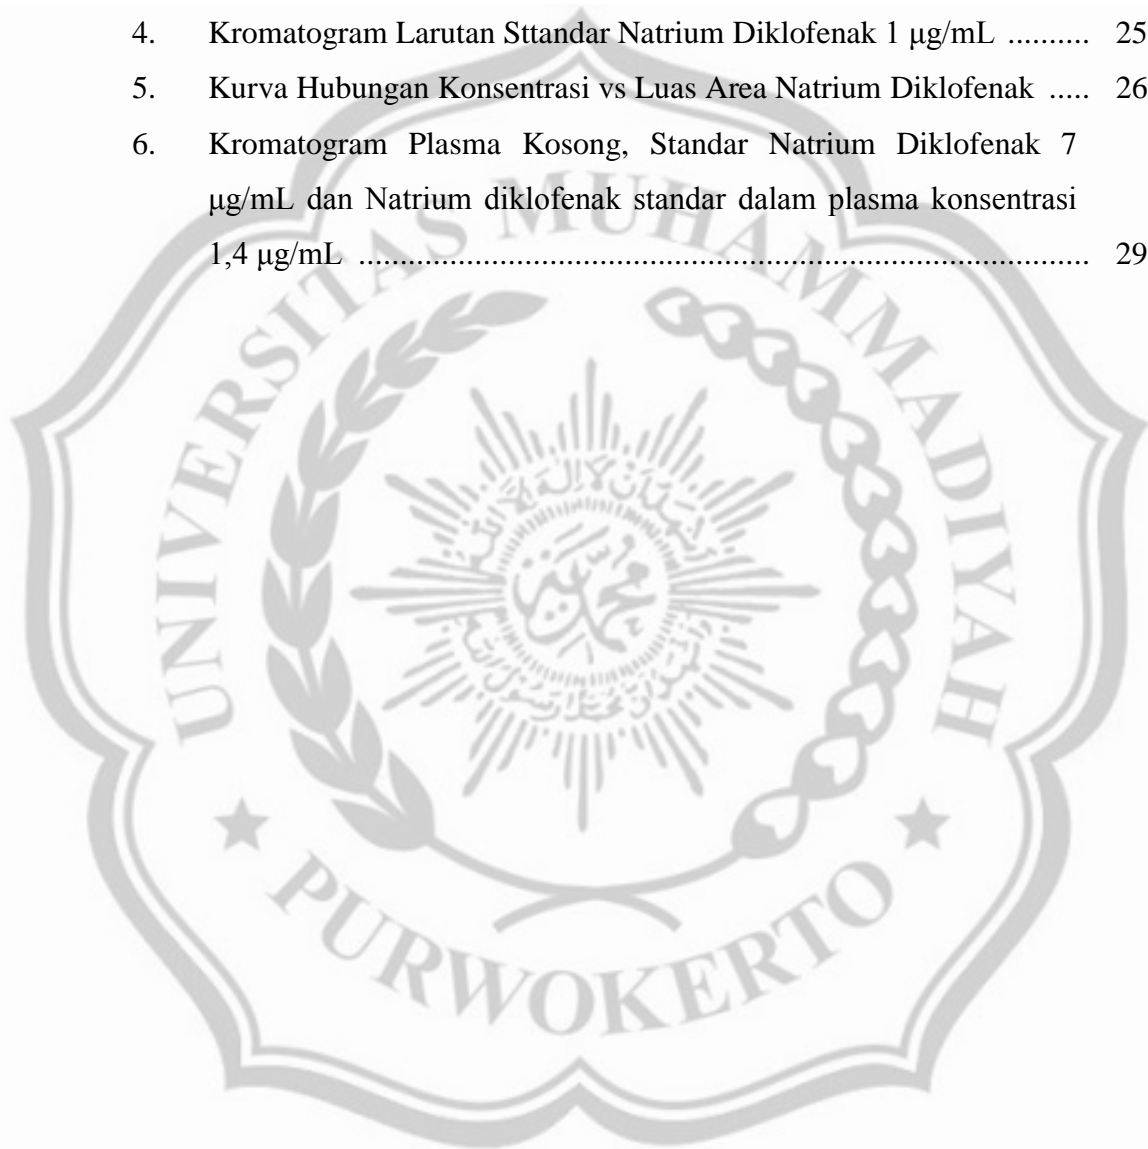 4. Kromatogram Larutan Sttandar Natrium Diklofenak 1 μg/mL .......... 25
5. Kurva Hubungan Konsentrasi vs Luas Area Natrium Diklofenak ..... 26
6. Kromatogram Plasma Kosong, Standar Natrium Diklofenak 7
μg/mL dan Natrium diklofenak standar dalam plasma konsentrasi
1,4 μg/mL ......................................................................................... 29
UNIVERSITAS MUHAMMADIYAH
PURWOKERTO
محمد